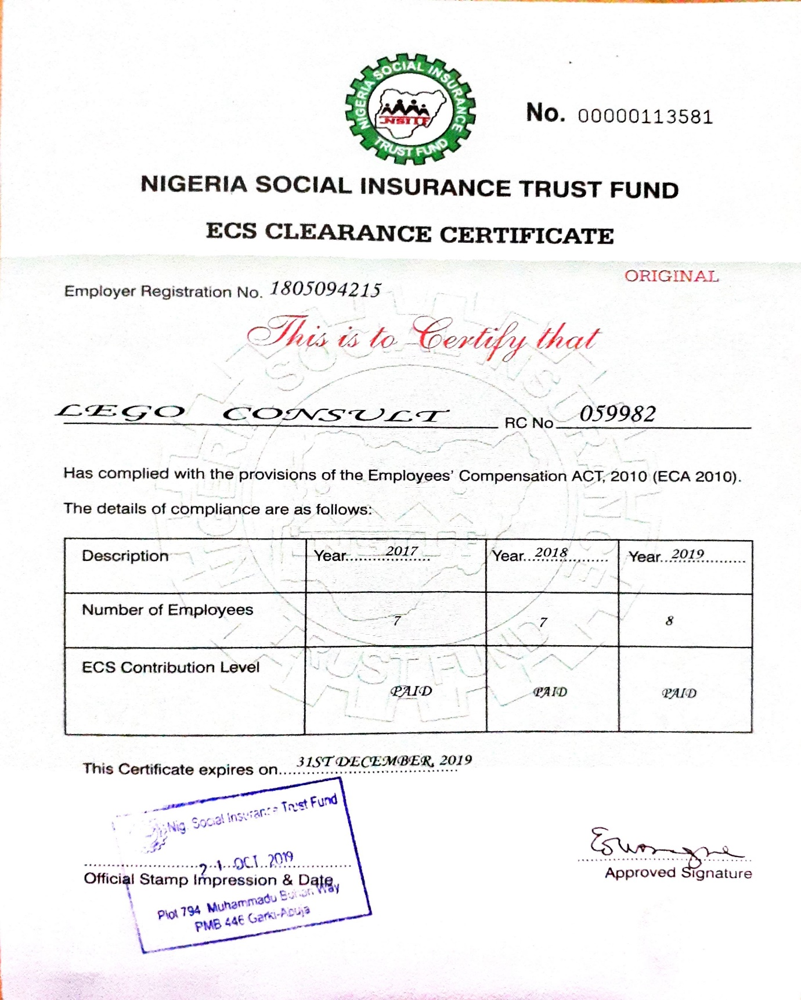 NIGERIA SOCIAL INSURANCE
NSITF
TRUST FUND
No. 00000113581
NIGERIA SOCIAL INSURANCE TRUST FUND
ECS CLEARANCE CERTIFICATE
ORIGINAL
Employer Registration No. 1805094215
This is to Certify that
LEGO CONSULT RC No 059982
Has complied with the provisions of the Employees' Compensation ACT, 2010 (ECA 2010).
The details of compliance are as follows:
Description Year 2017 Year 2018 Year 2019
Number of Employees 7 7 8
ECS Contribution Level
PAID PAID PAID
This Certificate expires on 31ST DECEMBER, 2019
Nig. Social Insurance Trust Fund
21 OCT 2019
Official Stamp Impression & Date
Approved Signature
Plot 794 Muhammadu Buhari Way
PMB 446 Garki-Abuja